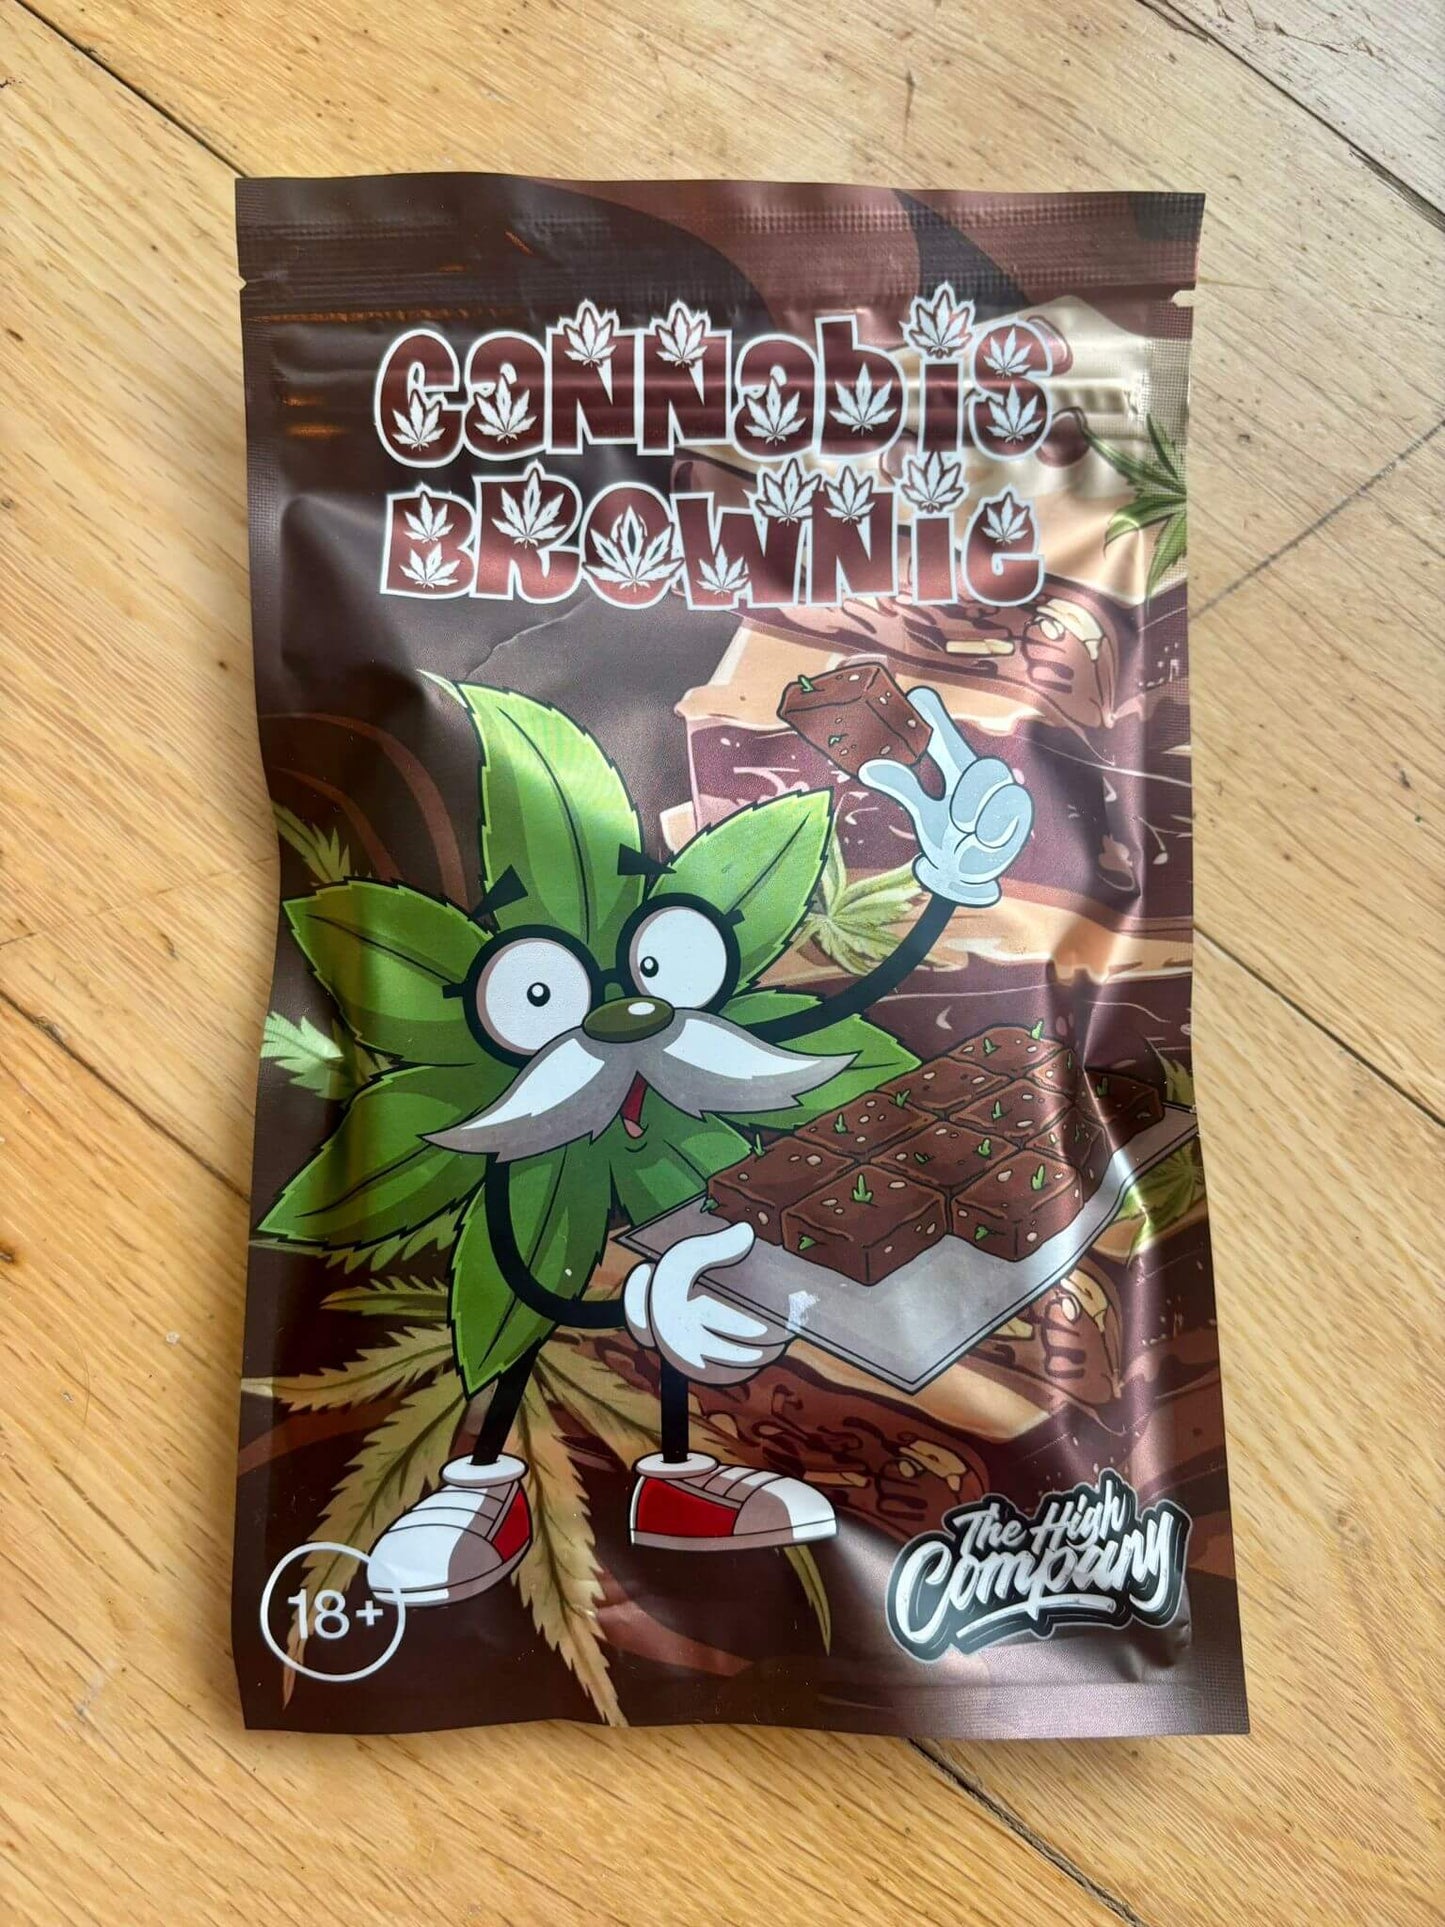 CANNABIS
BROWNIE
18+
The High
Company